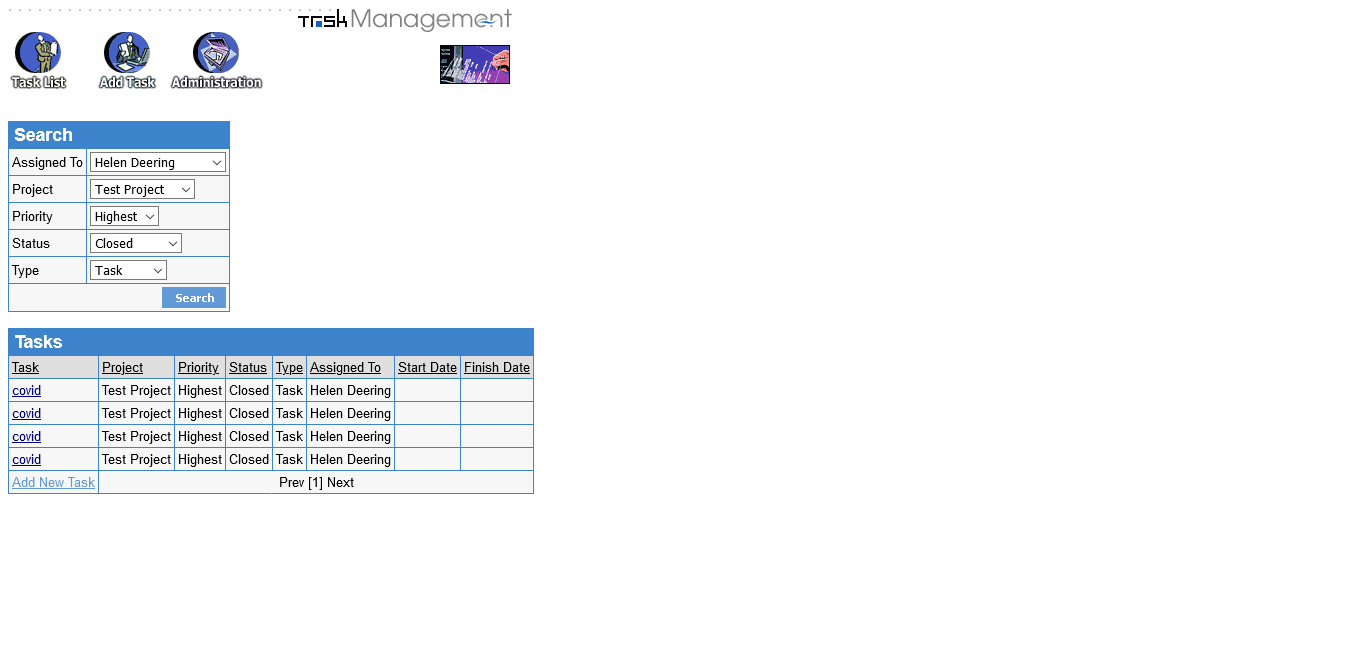 Task Management
Task List Add Task Administration
Search
Assigned To Helen Deering
Project Test Project
Priority Highest
Status Closed
Type Task
Search
Tasks
Task Project Priority Status Type Assigned To Start Date Finish Date
covid Test Project Highest Closed Task Helen Deering
covid Test Project Highest Closed Task Helen Deering
covid Test Project Highest Closed Task Helen Deering
covid Test Project Highest Closed Task Helen Deering
Add New Task Prev [1] Next